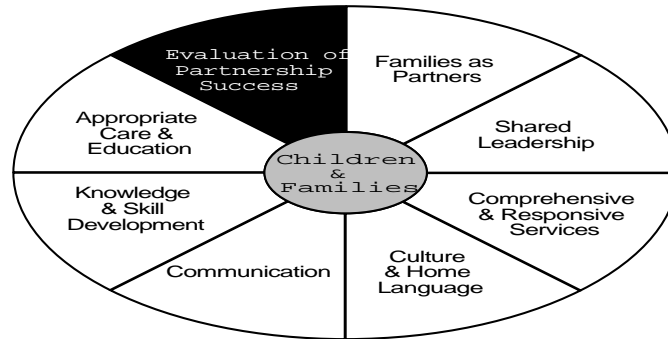 Evaluation of
Partnership
Success
Families as
Partners
Shared
Leadership
Comprehensive
& Responsive
Services
Culture
& Home
Language
Communication
Knowledge
& Skill
Development
Appropriate
Care &
Education
Children
&
Families